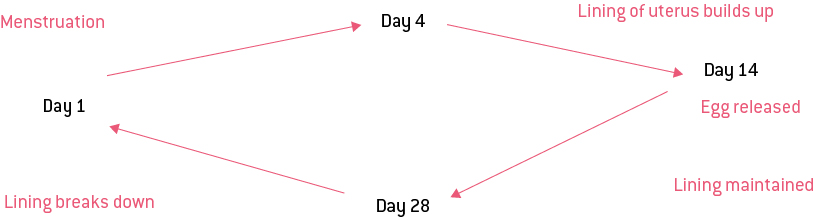 Menstruation
Day 4
Lining of uterus builds up
Day 14
Day 1
Egg released
Lining maintained
Lining breaks down
Day 28